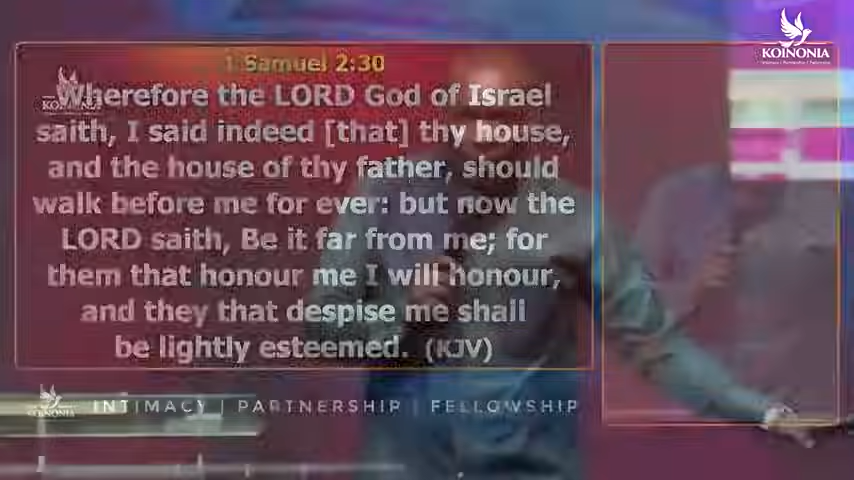 KOINONIA
1 Samuel 2:30
Wherefore the LORD God of Israel
saith, I said indeed [that] thy house,
and the house of thy father, should
walk before me for ever: but now the
LORD saith, Be it far from me; for
them that honour me I will honour,
and they that despise me shall
be lightly esteemed. (KJV)
KOINONIA
INTIMACY | PARTNERSHIP | FELLOWSHIP